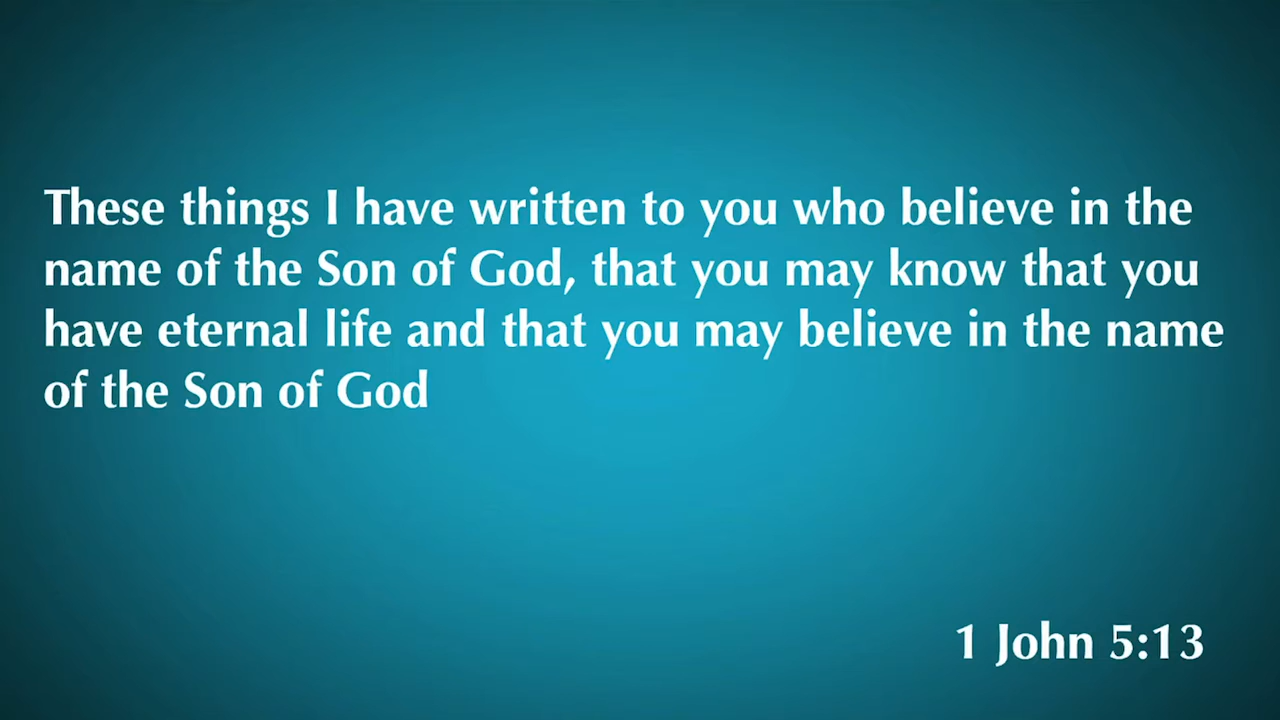 These things I have written to you who believe in the
name of the Son of God, that you may know that you
have eternal life and that you may believe in the name
of the Son of God
1 John 5:13